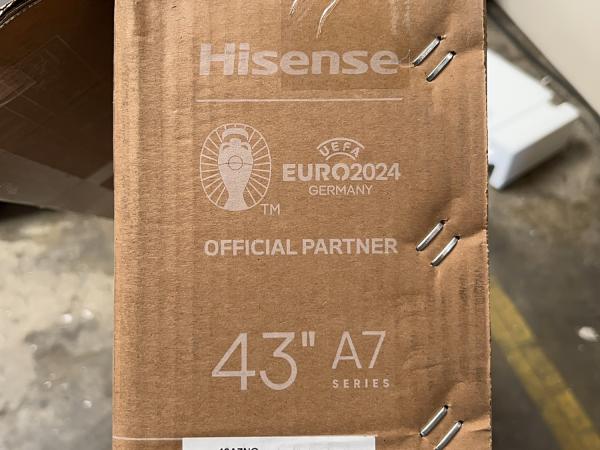 Hisense
UEFA
EURO2024
GERMANY
TM
OFFICIAL PARTNER
43" A7
SERIES